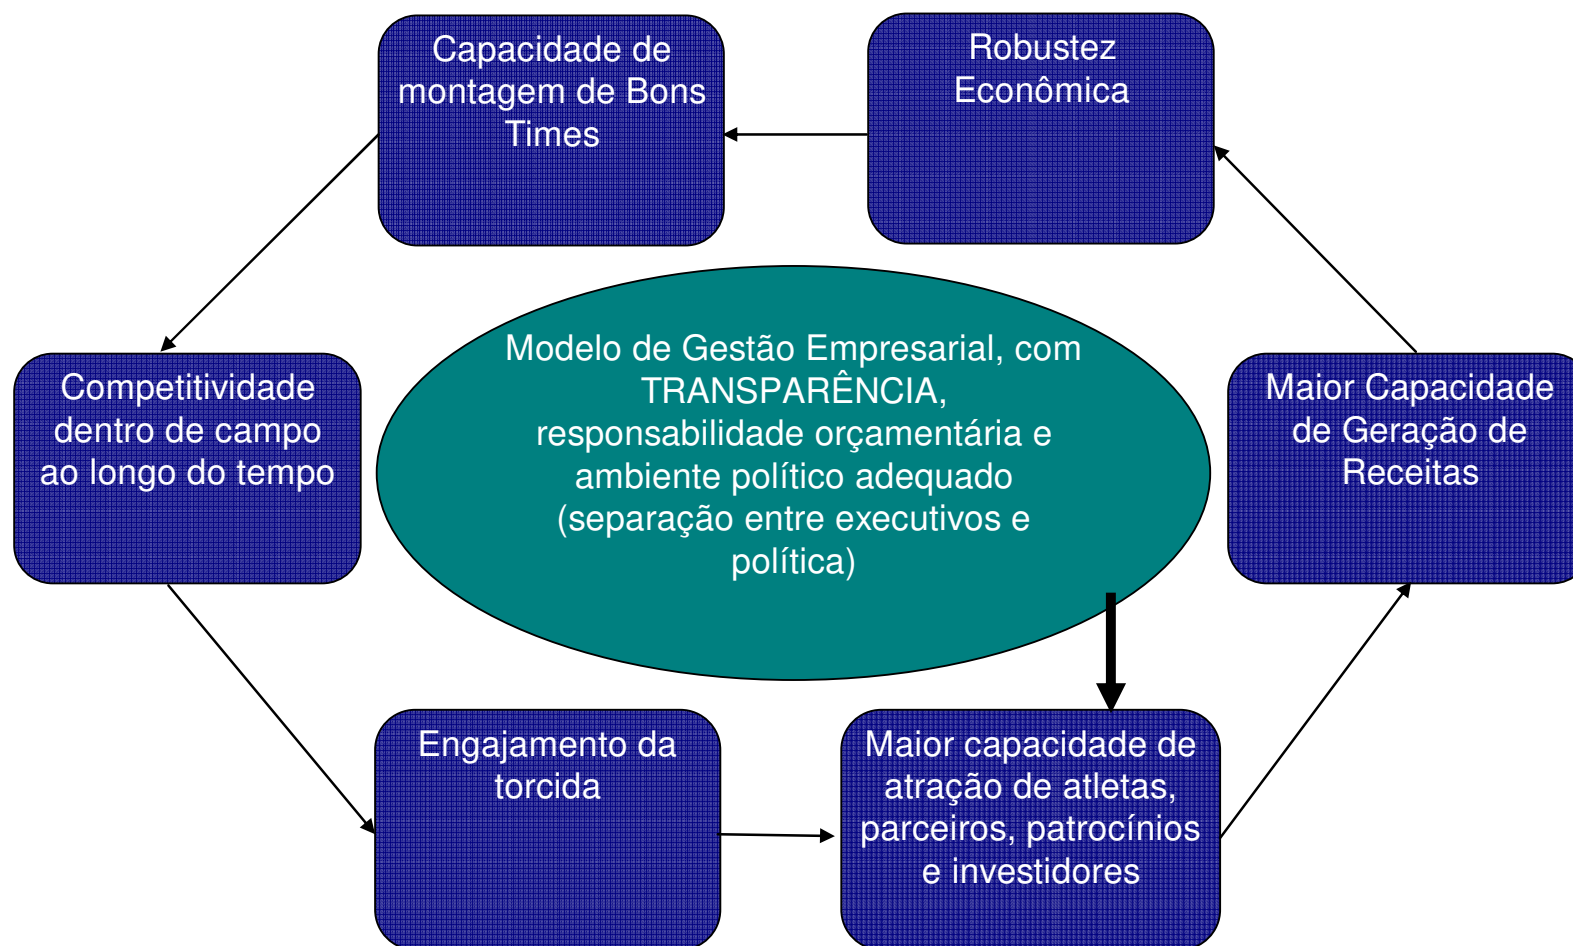 Capacidade de
montagem de Bons
Times
Robustez
Econômica
Modelo de Gestão Empresarial, com
TRANSPARÊNCIA,
responsabilidade orçamentária e
ambiente político adequado
(separação entre executivos e
política)
Competitividade
dentro de campo
ao longo do tempo
Maior Capacidade
de Geração de
Receitas
Engajamento da
torcida
Maior capacidade de
atração de atletas,
parceiros, patrocínios
e investidores